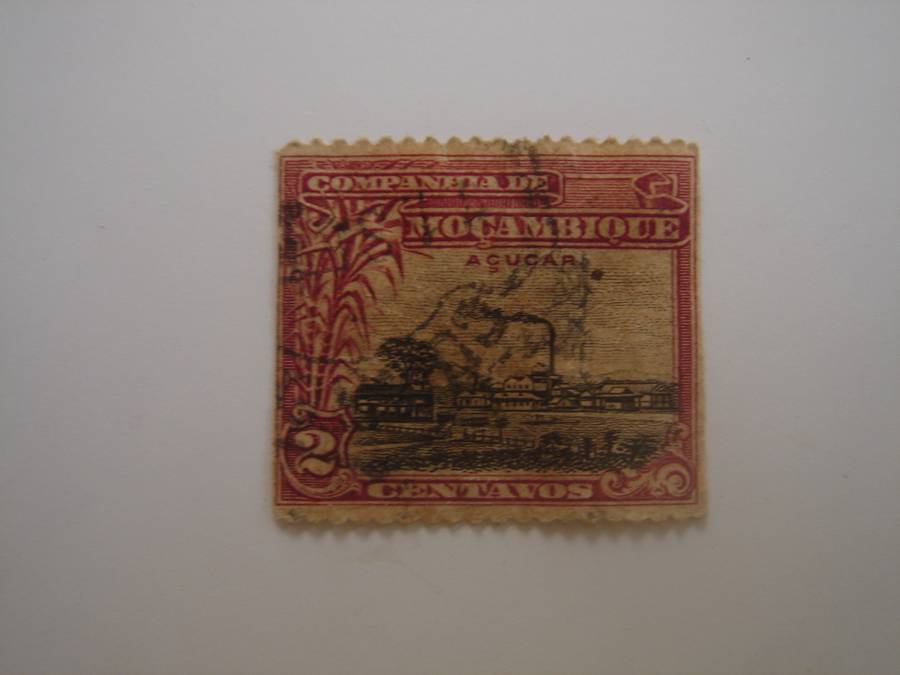 COMPANHIA DE
MOÇAMBIQUE
AÇUCAR
2
CENTAVOS